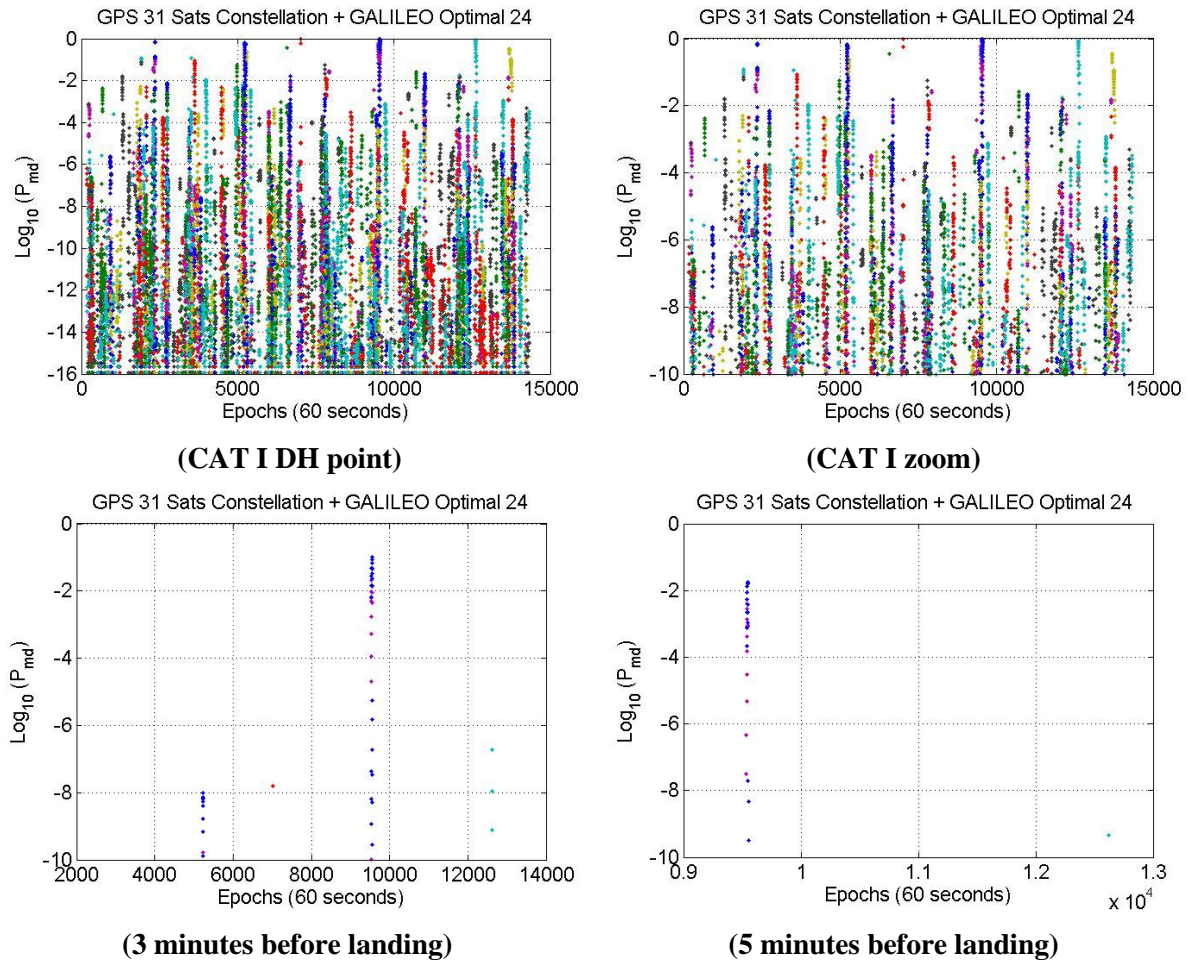 GPS 31 Sats Constellation + GALILEO Optimal 24
0
-2
-4
-6
-8
-10
-12
-14
-16
Log10 (Pmd)
0 5000 10000 15000
Epochs (60 seconds)
(CAT I DH point)
GPS 31 Sats Constellation + GALILEO Optimal 24
0
-2
-4
-6
-8
-10
Log10 (Pmd)
0 5000 10000 15000
Epochs (60 seconds)
(CAT I zoom)
GPS 31 Sats Constellation + GALILEO Optimal 24
0
-2
-4
-6
-8
-10
Log10 (Pmd)
2000 4000 6000 8000 10000 12000 14000
Epochs (60 seconds)
(3 minutes before landing)
GPS 31 Sats Constellation + GALILEO Optimal 24
0
-2
-4
-6
-8
-10
Log10 (Pmd)
0.9 1 1.1 1.2 1.3
Epochs (60 seconds)
x 10^4
(5 minutes before landing)